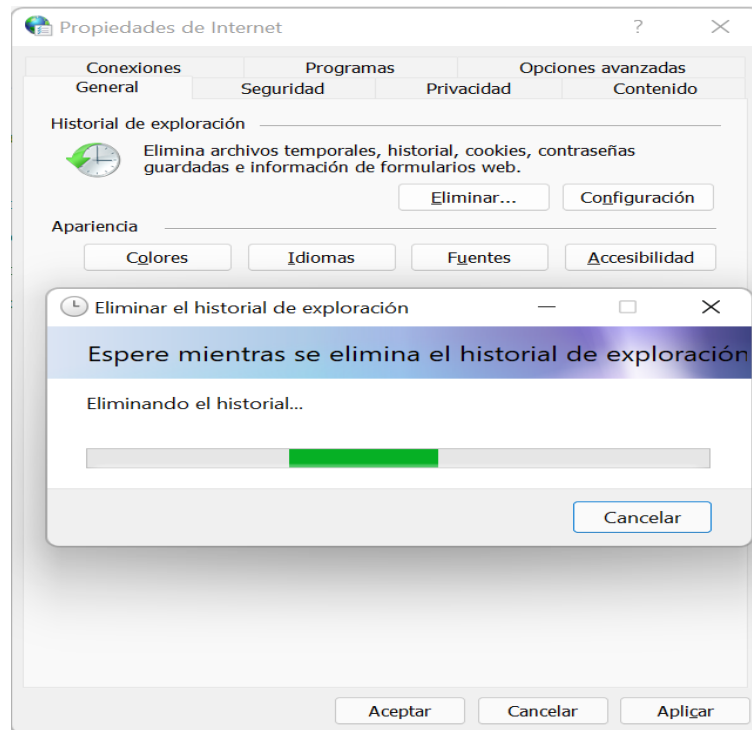 Propiedades de Internet
?
Conexiones
Programas
Opciones avanzadas
General
Seguridad
Privacidad
Contenido
Historial de exploración
Elimina archivos temporales, historial, cookies, contraseñas
guardadas e información de formularios web.
Eliminar...
Configuración
Apariencia
Colores
Idiomas
Fuentes
Accesibilidad
Eliminar el historial de exploración
Espere mientras se elimina el historial de exploración
Eliminando el historial...
Cancelar
Aceptar
Cancelar
Aplicar